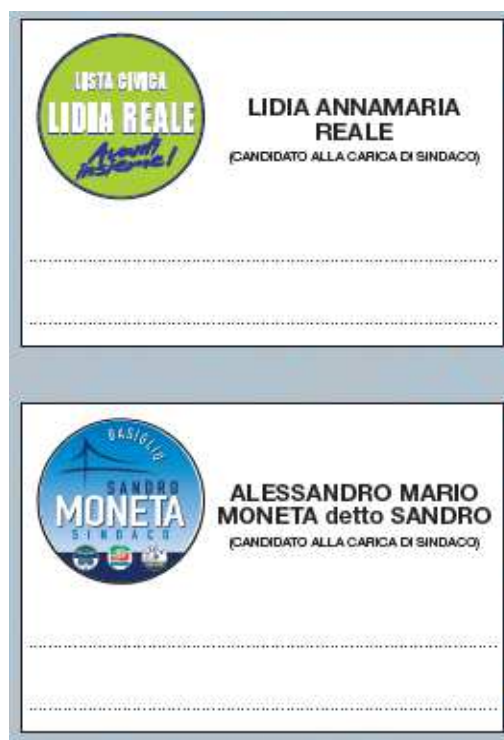 LISTA CIVICA
LIDIA REALE
Avanti
insieme!
LIDIA ANNAMARIA
REALE
(CANDIDATO ALLA CARICA DI SINDACO)
BASIGLIO
SANDRO
MONETA
SINDACO
ALESSANDRO MARIO
MONETA detto SANDRO
(CANDIDATO ALLA CARICA DI SINDACO)